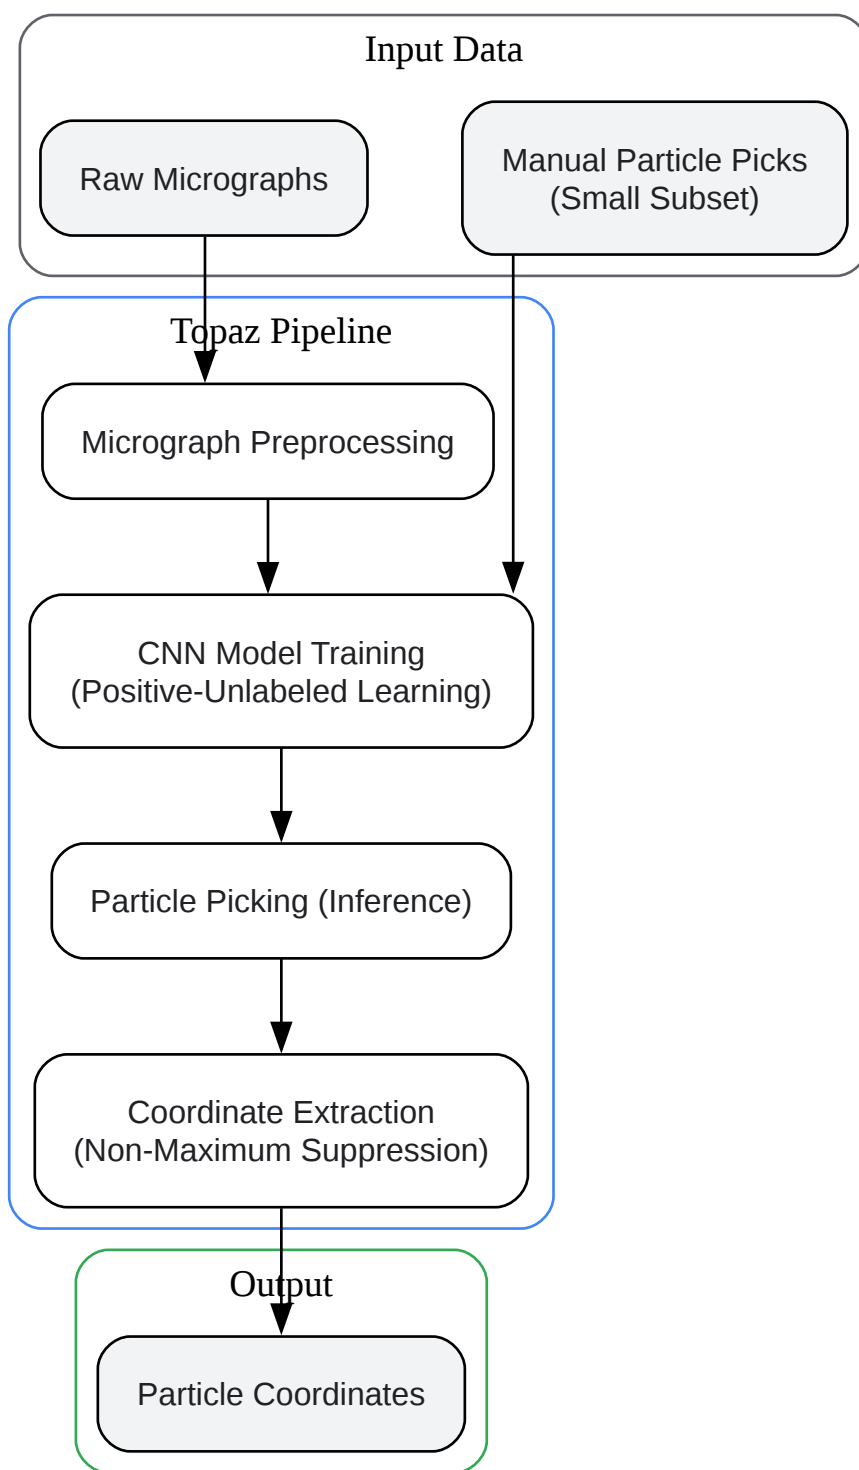 Input Data
Raw Micrographs
Manual Particle Picks
(Small Subset)
Topaz Pipeline
Micrograph Preprocessing
CNN Model Training
(Positive-Unlabeled Learning)
Particle Picking (Inference)
Coordinate Extraction
(Non-Maximum Suppression)
Output
Particle Coordinates